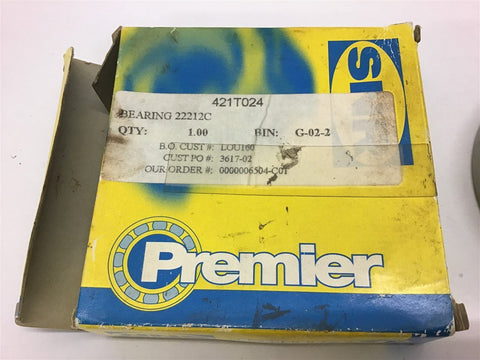 421T024
BEARING 22212C
QTY: 1.00 BIN: G-02-2
B.O. CUST #: LOU160
CUST PO #: 3617-02
OUR ORDER #: 0000006504-C01
Premier